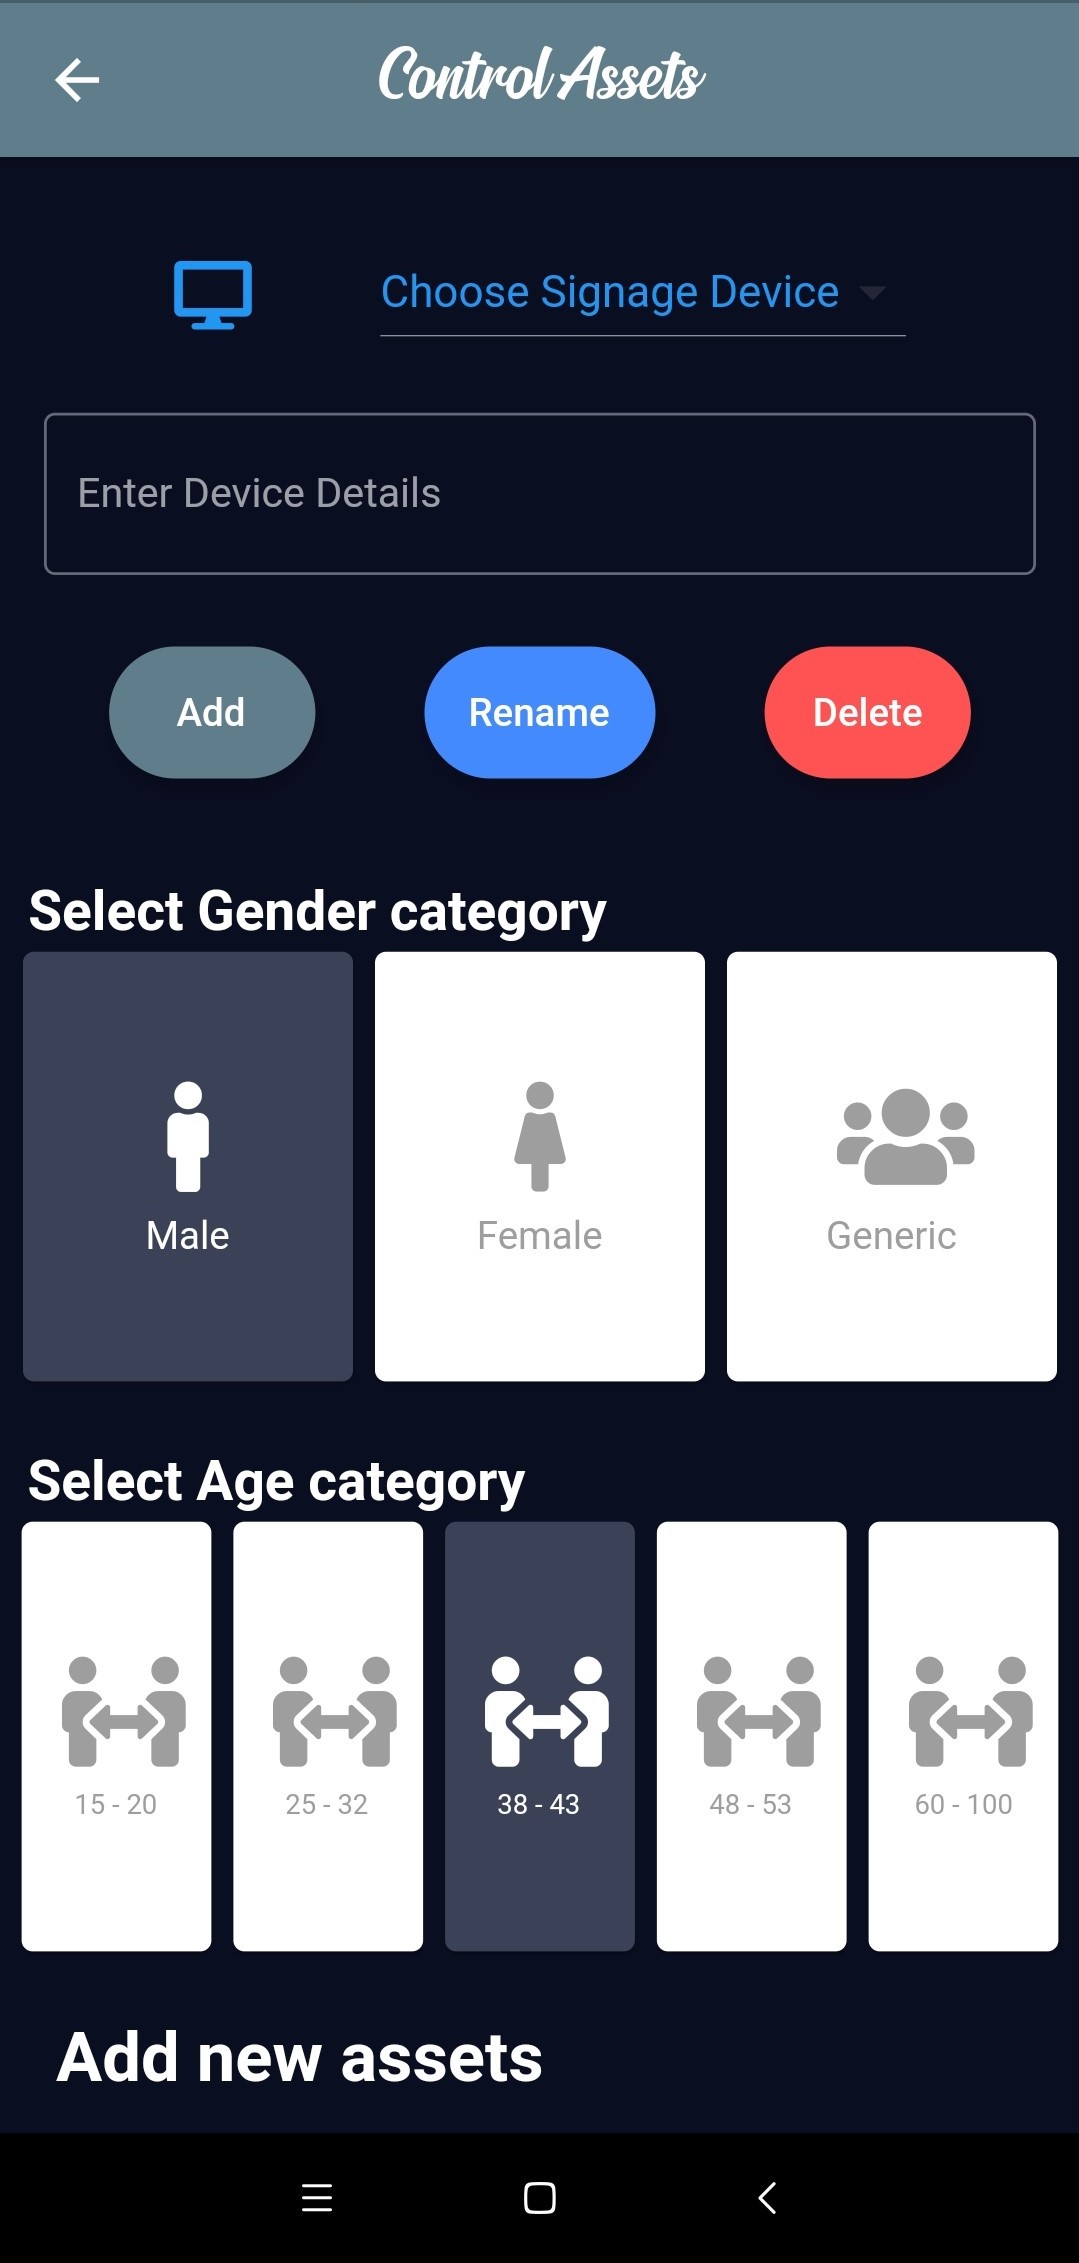 Control Assets
Choose Signage Device
Enter Device Details
Add Rename Delete
Select Gender category
Male Female Generic
Select Age category
15 - 20 25 - 32 38 - 43 48 - 53 60 - 100
Add new assets